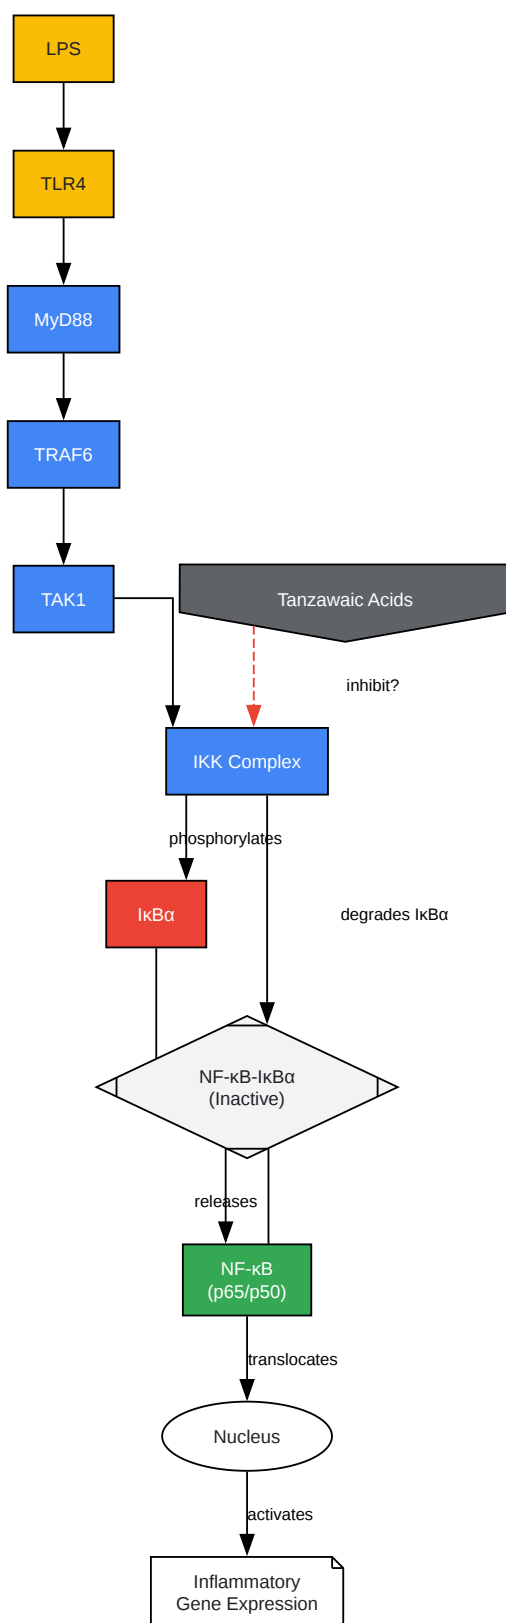 LPS
TLR4
MyD88
TRAF6
TAK1
Tanzawaic Acids
inhibit?
IKK Complex
phosphorylates
IκBα
degrades IκBα
NF-κB-IκBα
(Inactive)
releases
NF-κB
(p65/p50)
translocates
Nucleus
activates
Inflammatory
Gene Expression